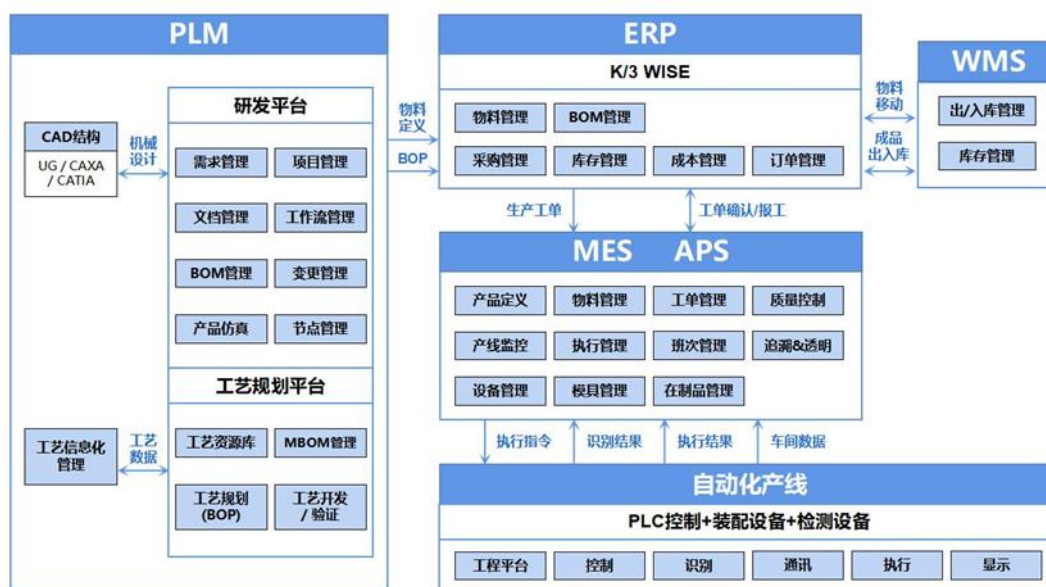 PLM
CAD结构
UG / CAXA
/ CATIA
机械
设计
研发平台
需求管理
项目管理
文档管理
工作流管理
BOM管理
变更管理
产品仿真
节点管理
工艺规划平台
工艺信息化
管理
工艺
数据
工艺资源库
MBOM管理
工艺规划
(BOP)
工艺开发
/ 验证
物料
定义
BOP
ERP
K/3 WISE
物料管理
BOM管理
采购管理
库存管理
成本管理
订单管理
物料
移动
成品
出入库
WMS
出/入库管理
库存管理
生产工单
工单确认/报工
MES APS
产品定义
物料管理
工单管理
质量控制
产线监控
执行管理
班次管理
追溯&透明
设备管理
模具管理
在制品管理
执行指令
识别结果
执行结果
车间数据
自动化产线
PLC控制+装配设备+检测设备
工程平台
控制
识别
通讯
执行
显示